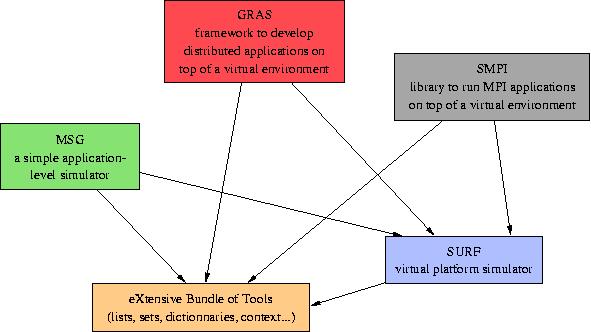 GRAS
framework to develop
distributed applications on
top of a virtual environment
SMPI
library to run MPI applications
on top of a virtual environment
MSG
a simple application-
level simulator
SURF
virtual platform simulator
eXtensive Bundle of Tools
(lists, sets, dictionnaries, context...)